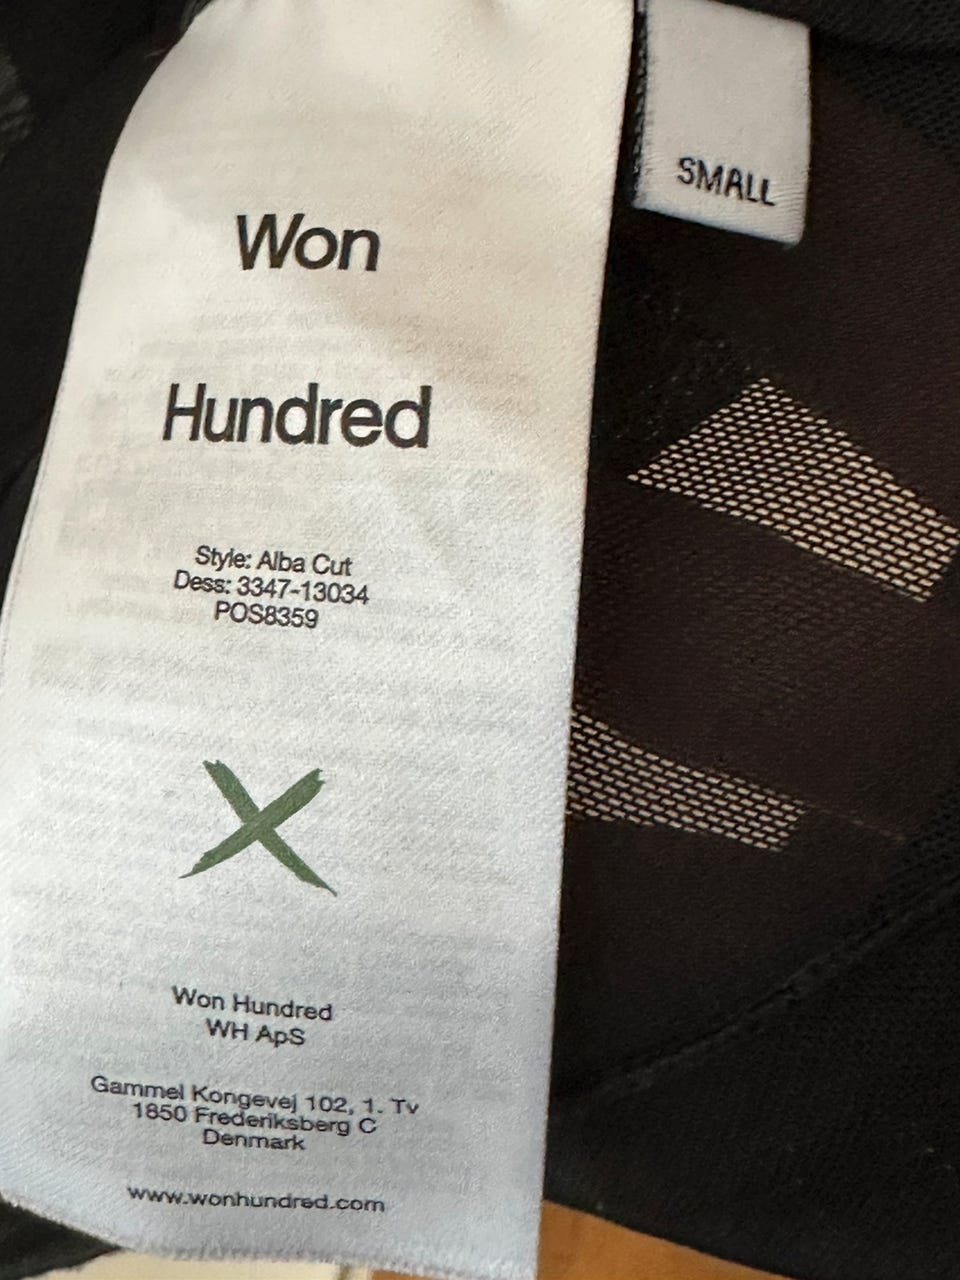 Won
Hundred
Style: Alba Cut
Dess: 3347-13034
POS8359
Won Hundred
WH ApS
Gammel Kongevej 102, 1. Tv
1850 Frederiksberg C
Denmark
www.wonhundred.com
SMALL